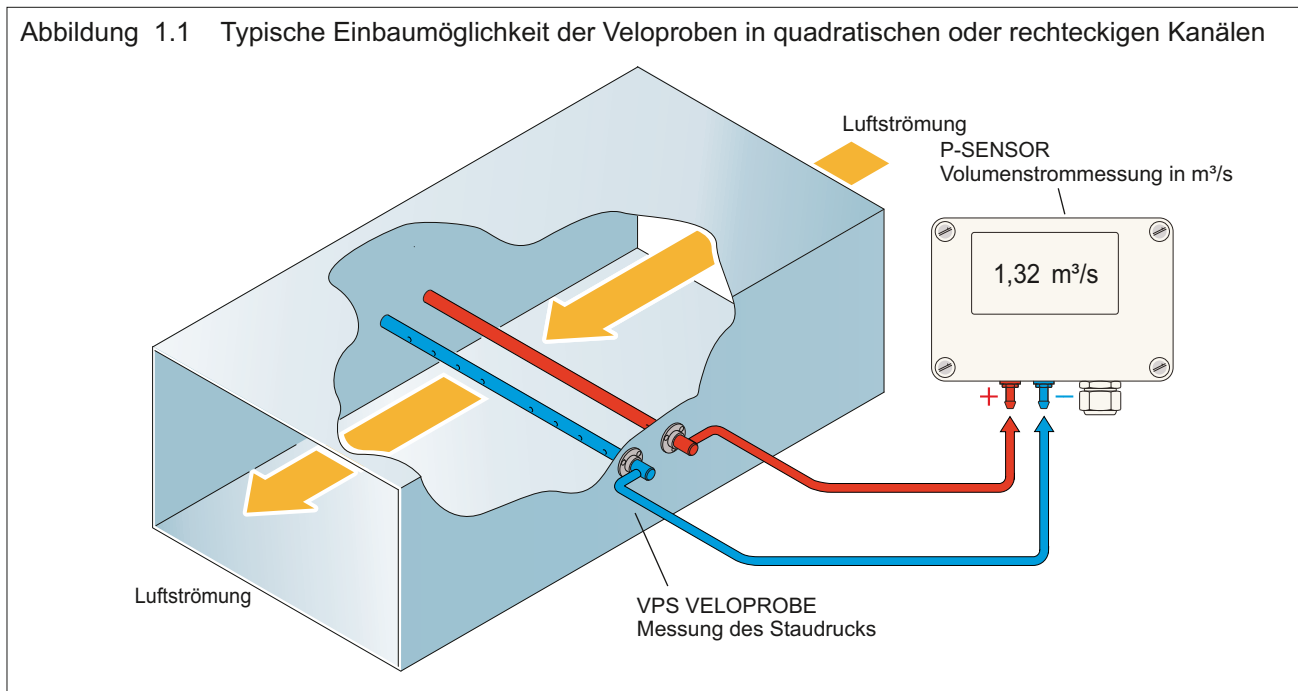 Abbildung 1.1 Typische Einbaumöglichkeit der Veloproben in quadratischen oder rechteckigen Kanälen
Luftströmung
P-SENSOR
Volumenstrommessung in m³/s
1,32 m³/s
+ −
Luftströmung
VPS VELOPROBE
Messung des Staudrucks